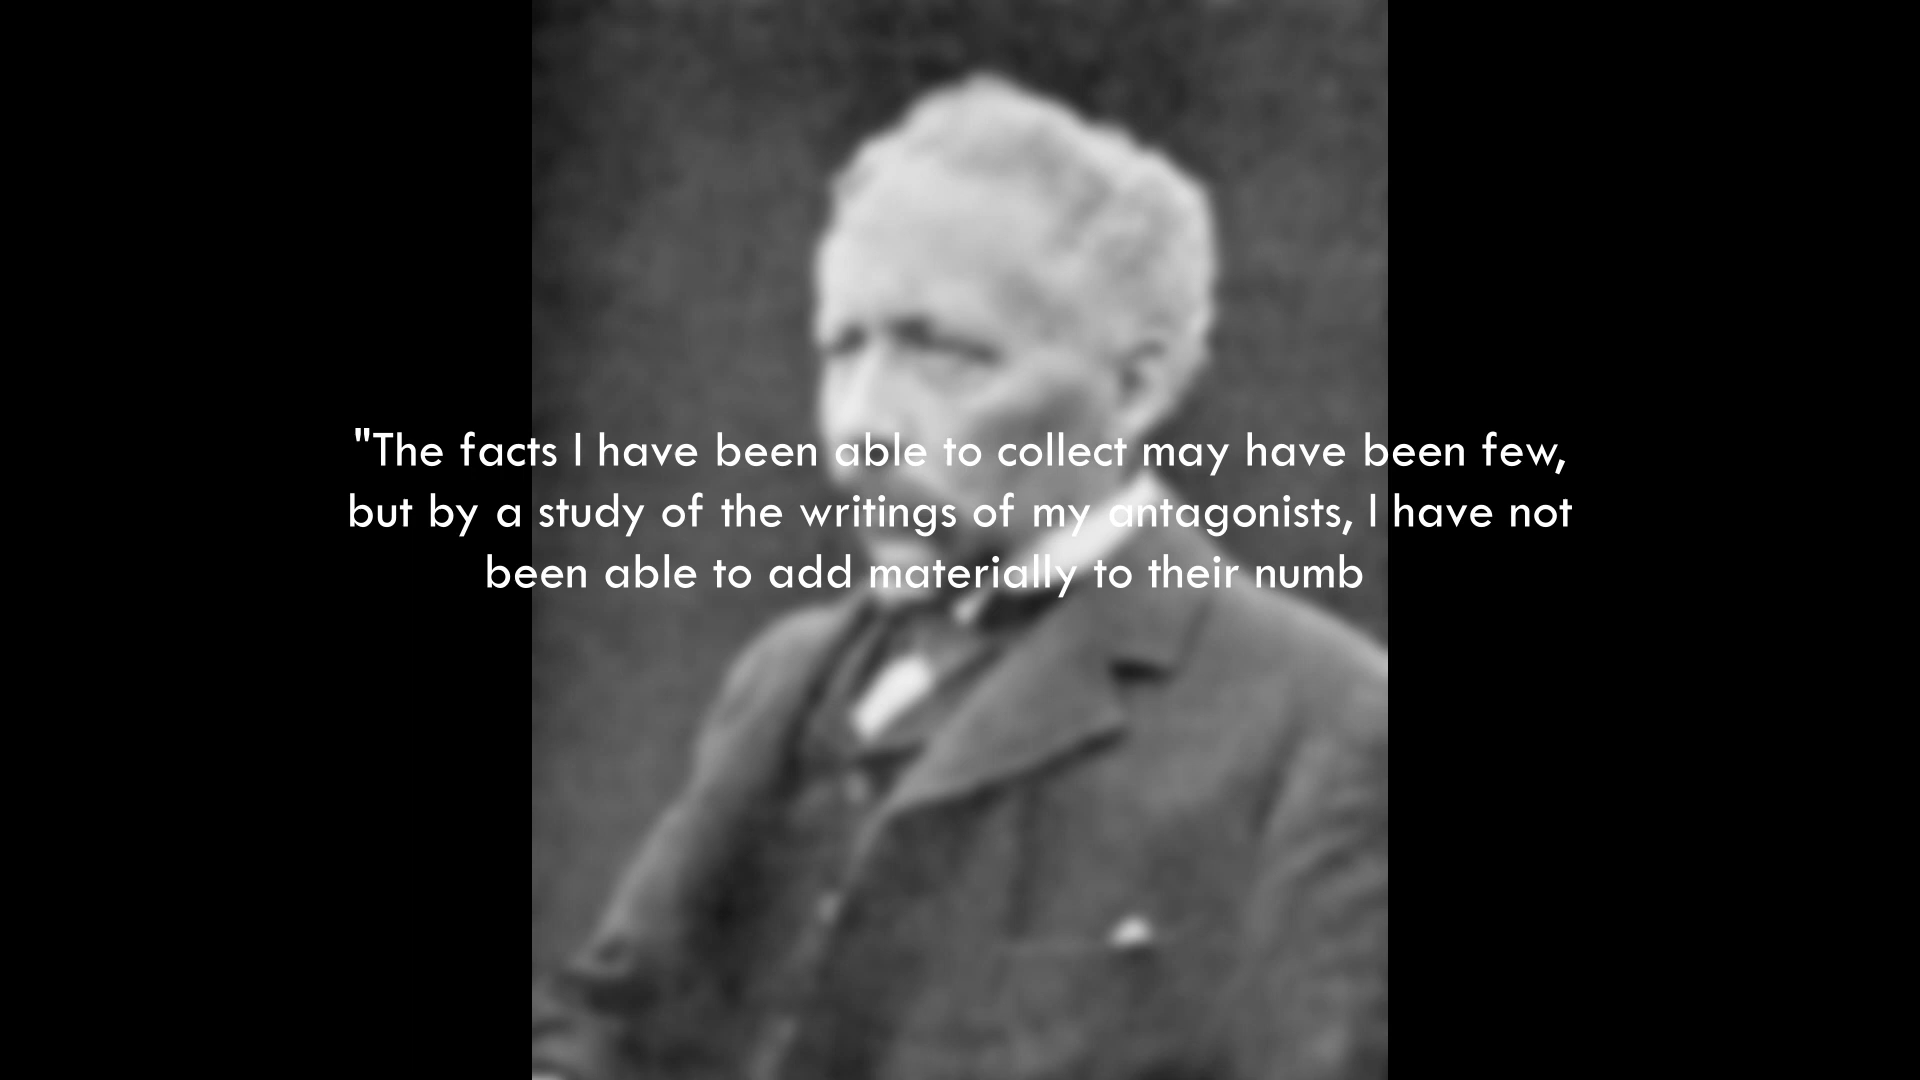 "The facts I have been able to collect may have been few,
but by a study of the writings of my antagonists, I have not
been able to add materially to their numb